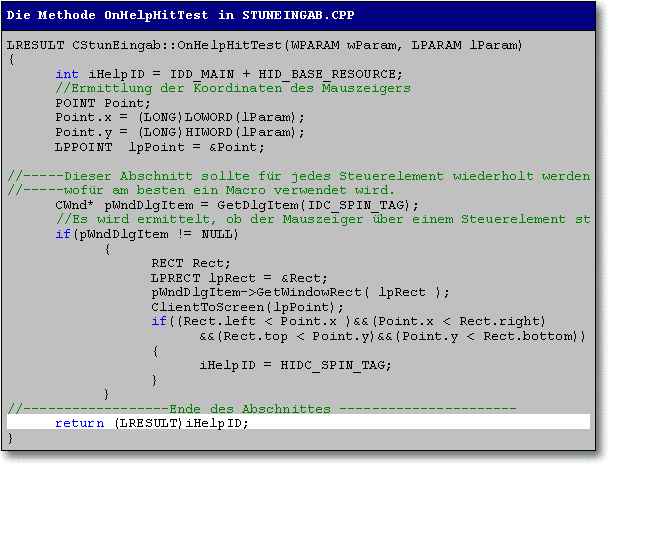 Die Methode OnHelpHitTest in STUNEINGAB.CPP
LRESULT CStunEingab::OnHelpHitTest(WPARAM wParam, LPARAM lParam)
{
int iHelpID = IDD_MAIN + HID_BASE_RESOURCE;
//Ermittlung der Koordinaten des Mauszeigers
POINT Point;
Point.x = (LONG)LOWORD(lParam);
Point.y = (LONG)HIWORD(lParam);
LPPOINT lpPoint = &Point;
//-----Dieser Abschnitt sollte für jedes Steuerelement wiederholt werden
//-----wofür am besten ein Macro verwendet wird.
CWnd* pWndDlgItem = GetDlgItem(IDC_SPIN_TAG);
//Es wird ermittelt, ob der Mauszeiger über einem Steuerelement st
if(pWndDlgItem != NULL)
{
RECT Rect;
LPRECT lpRect = &Rect;
pWndDlgItem->GetWindowRect( lpRect );
ClientToScreen(lpPoint);
if((Rect.left < Point.x )&&(Point.x < Rect.right)
&&(Rect.top < Point.y)&&(Point.y < Rect.bottom))
{
iHelpID = HIDC_SPIN_TAG;
}
}
//------------------Ende des Abschnittes ----------------------
return (LRESULT)iHelpID;
}